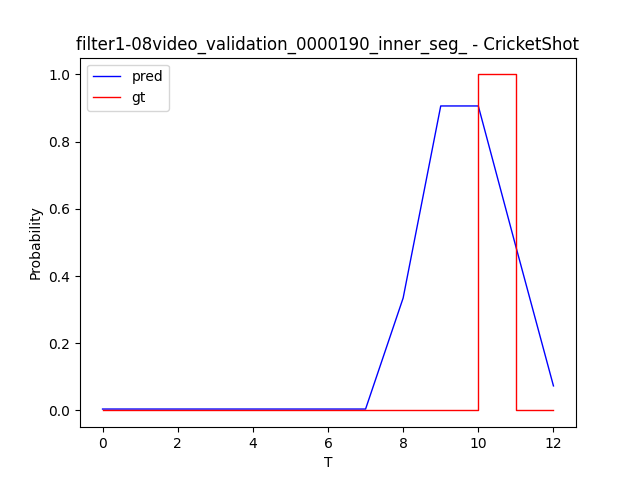 filter1-08video_validation_0000190_inner_seg_ - CricketShot
pred
gt
1.0
0.8
0.6
0.4
0.2
0.0
Probability
0 2 4 6 8 10 12
T